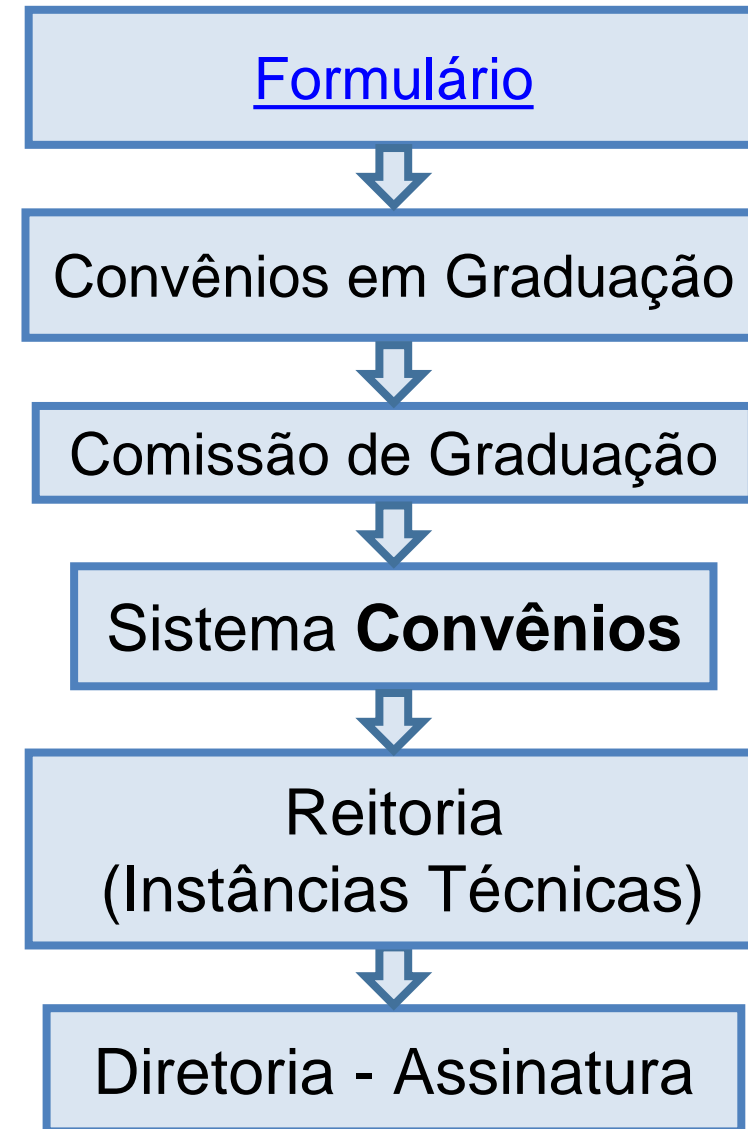 Formulário
Convênios em Graduação
Comissão de Graduação
Sistema Convênios
Reitoria
(Instâncias Técnicas)
Diretoria - Assinatura